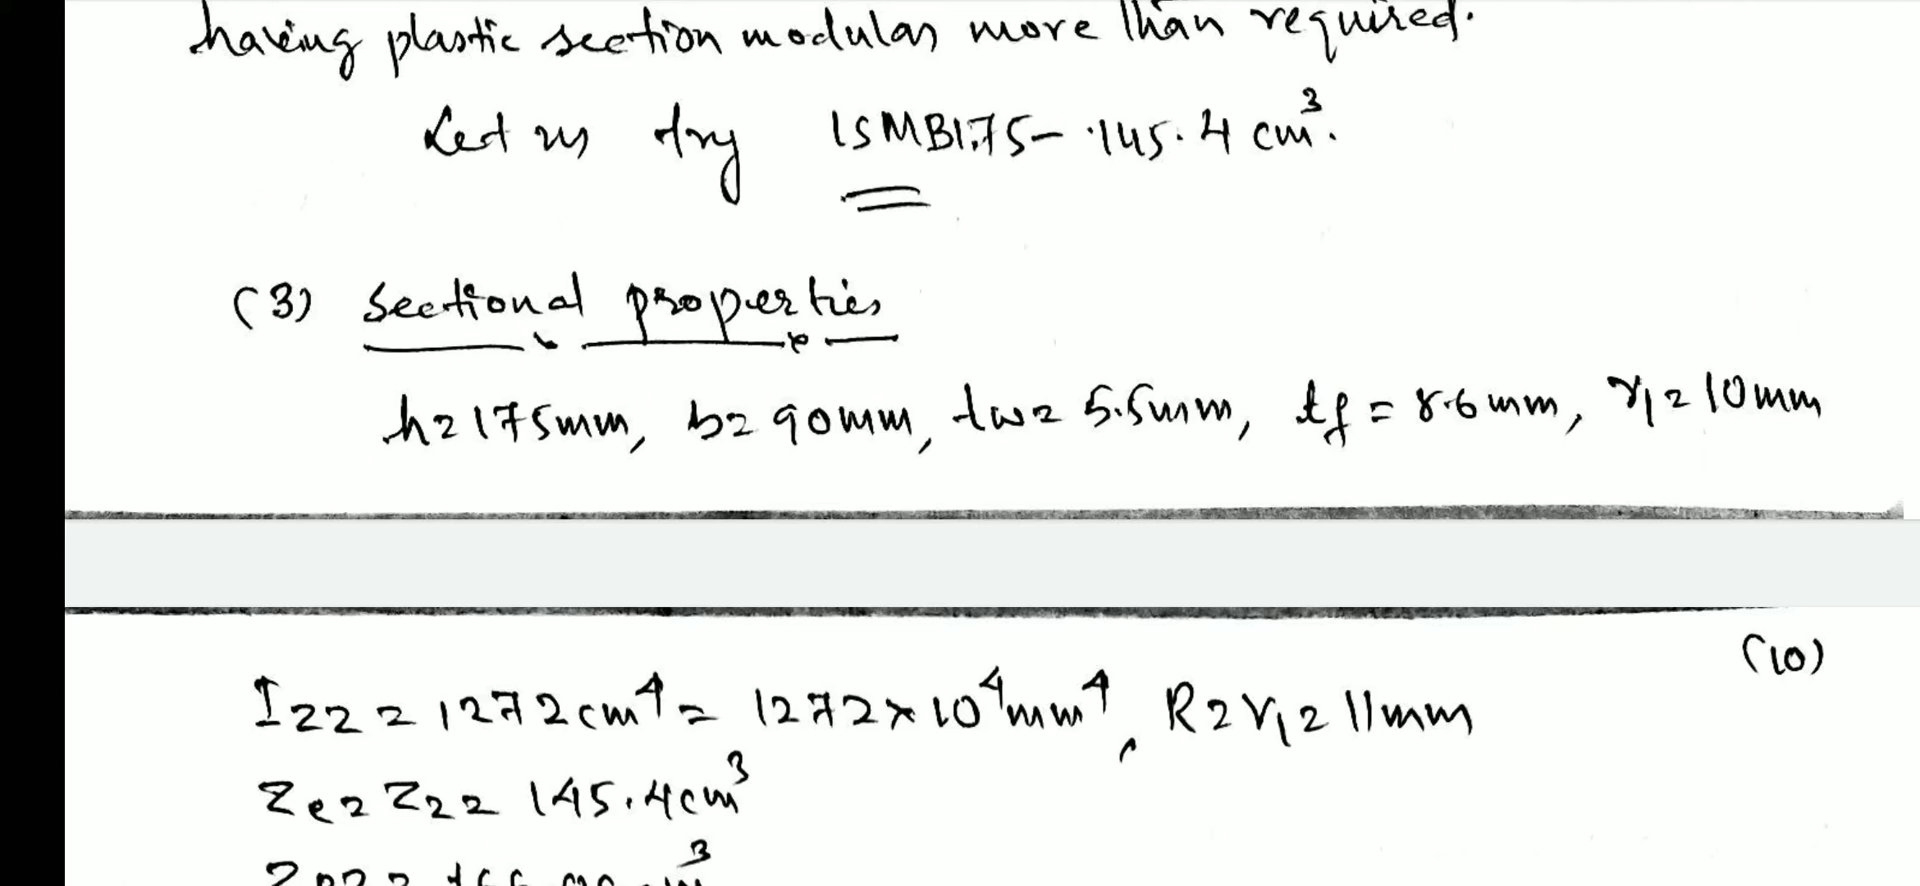 having plastic section modulas more than required.
Let us try ISMB175 - 145.4 cm³.
(3) Sectional properties
h = 175mm, b = 90mm, tw = 5.5mm, tf = 8.6mm, r1 = 10mm
(10)
Izz = 1272cm⁴ = 1272×10⁴mm⁴, R = r1 = 11mm
Ze = Zz = 145.4cm³